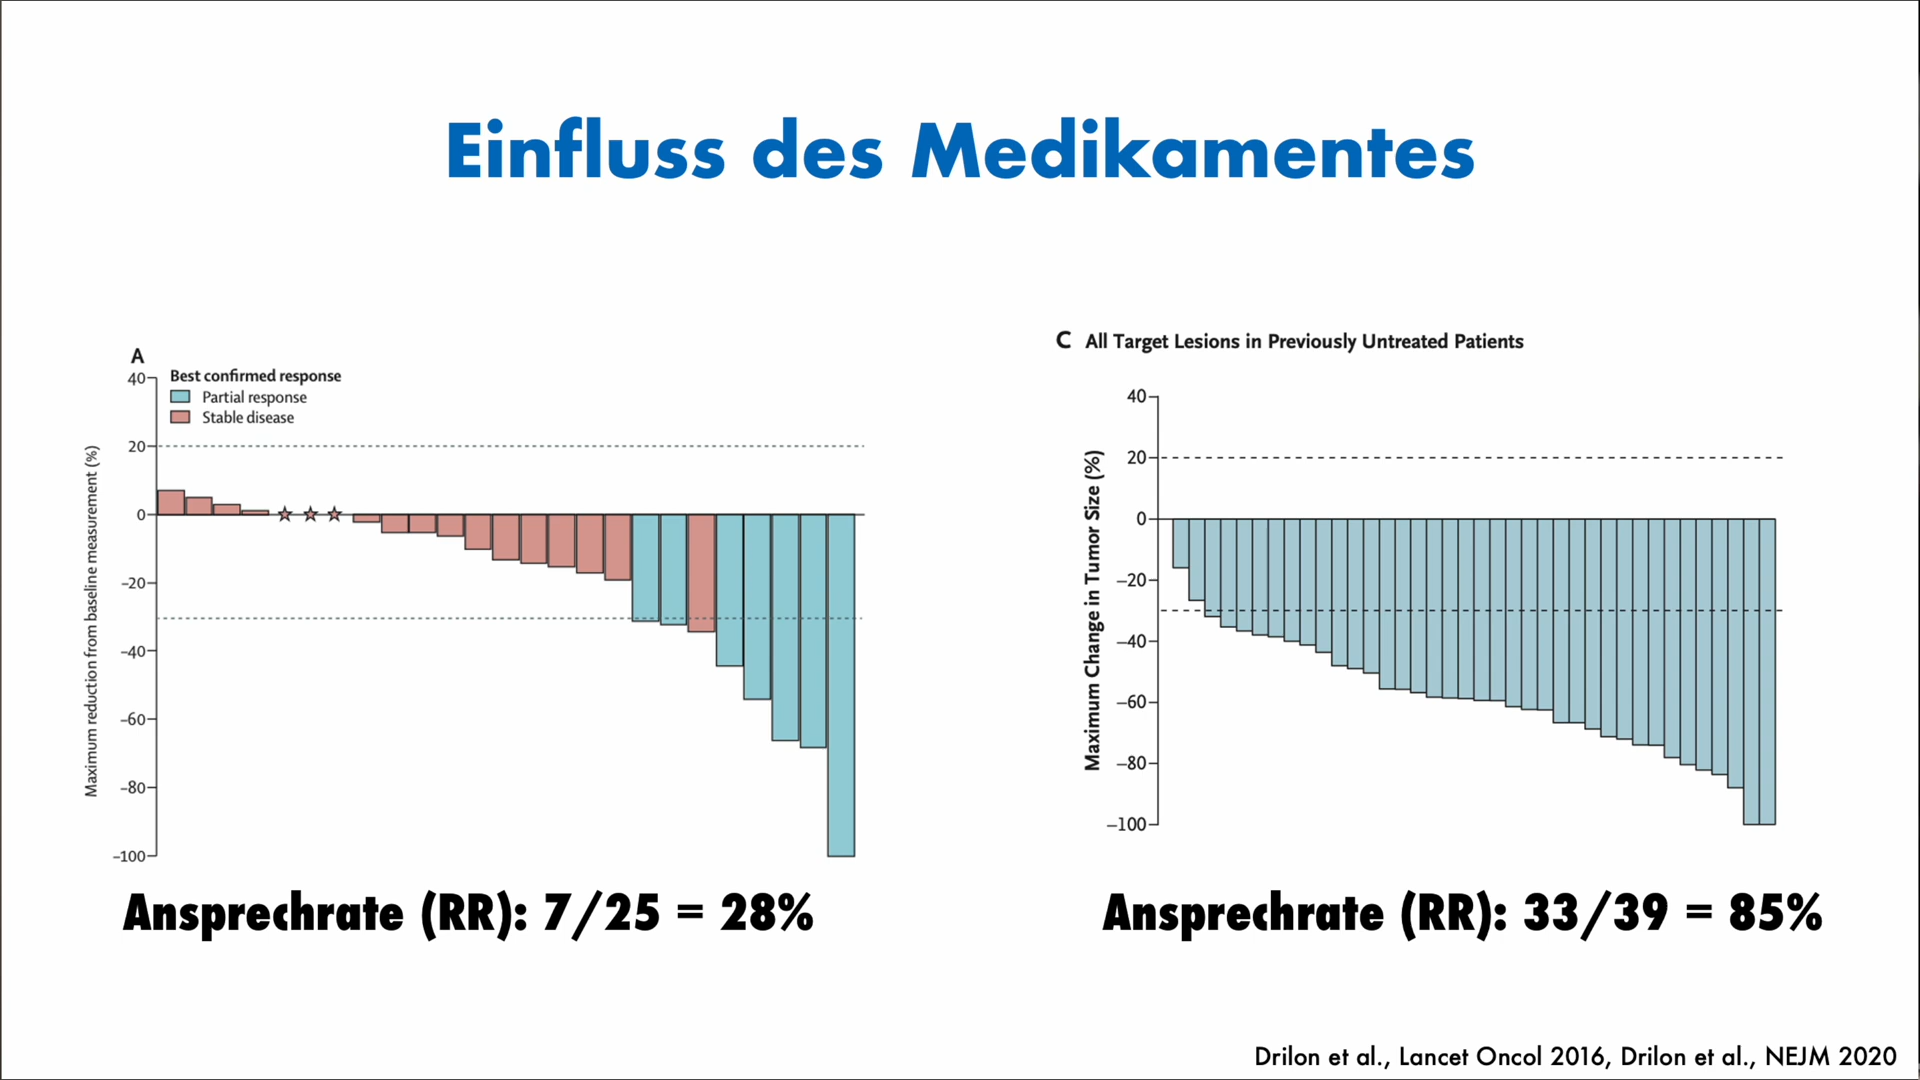 Einfluss des Medikamentes
A
Best confirmed response
Partial response
Stable disease
Maximum reduction from baseline measurement (%)
40
20
0
–20
–40
–60
–80
–100
Ansprechrate (RR): 7/25 = 28%
C All Target Lesions in Previously Untreated Patients
Maximum Change in Tumor Size (%)
40
20
0
–20
–40
–60
–80
–100
Ansprechrate (RR): 33/39 = 85%
Drilon et al., Lancet Oncol 2016, Drilon et al., NEJM 2020